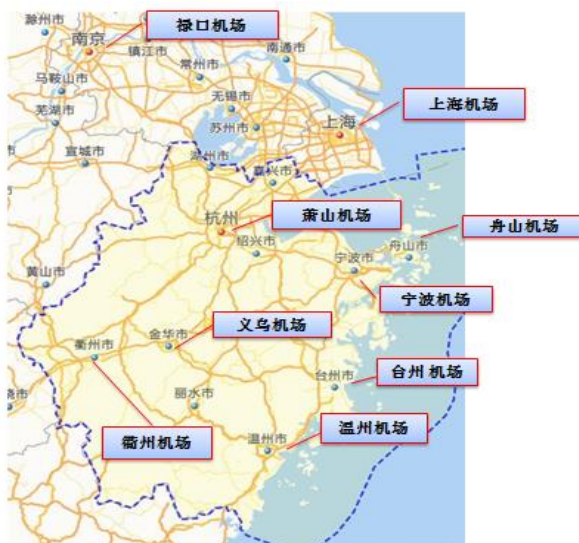 滁州市
南京
禄口机场
镇江市
南通市
常州市
马鞍山市
无锡市
芜湖市
上海机场
苏州市
上海
宣城市
湖州市
嘉兴市
杭州
萧山机场
舟山机场
绍兴市
舟山市
宁波市
黄山市
宁波机场
义乌机场
金华市
衢州市
台州机场
台州市
丽水市
温州机场
衢州机场
温州市